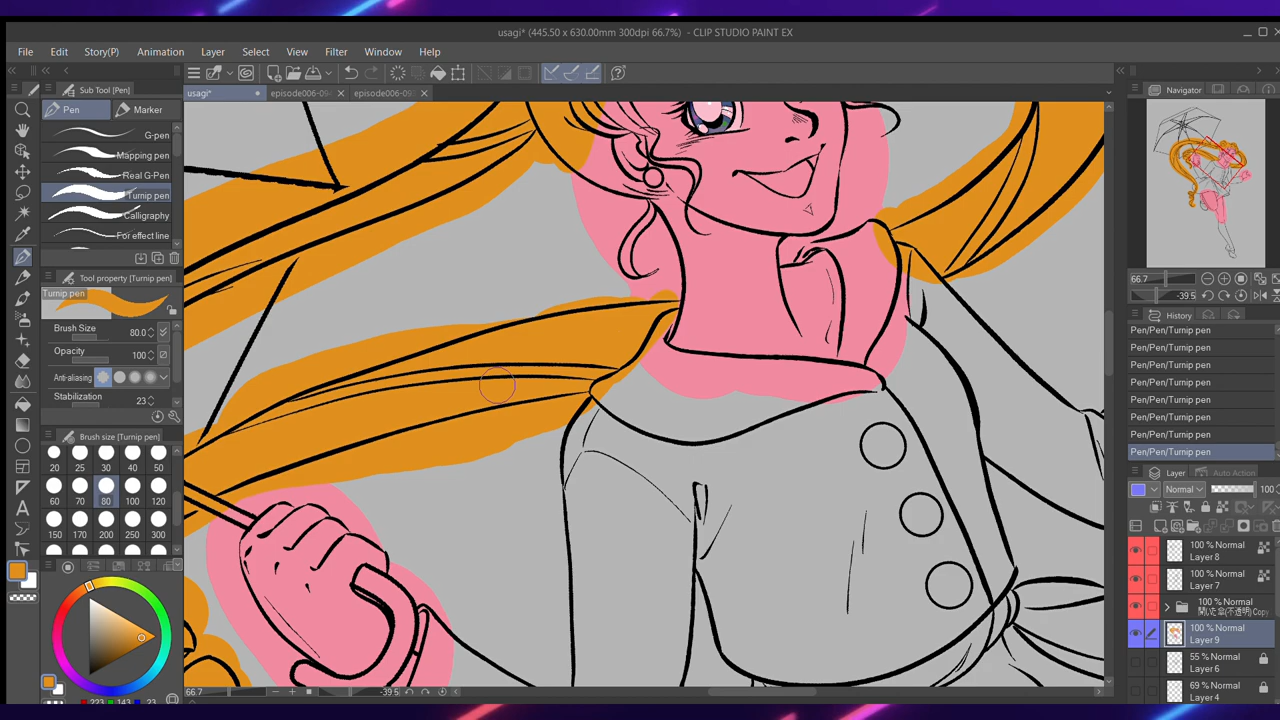 usagi* (445.50 x 630.00mm 300dpi 66.7%) - CLIP STUDIO PAINT EX
File Edit Story(P) Animation Layer Select View Filter Window Help
Sub Tool [Pen]
usagi*
Pen Marker
G-pen
Mapping pen
Real G-Pen
Turnip pen
Calligraphy
For effect line
Tool property [Turnip pen]
Turnip pen
Brush Size 80.0
Opacity 100
Anti-aliasing
Stabilization 23
Brush size [Turnip pen]
20 25 30 40 50
60 70 80 100 120
150 170 200 250 300
66.7 -39.5
Navigator
66.7
-39.5
History
Pen/Pen/Turnip pen
Pen/Pen/Turnip pen
Pen/Pen/Turnip pen
Pen/Pen/Turnip pen
Pen/Pen/Turnip pen
Pen/Pen/Turnip pen
Pen/Pen/Turnip pen
Pen/Pen/Turnip pen
Layer Auto Action
Normal 100
100 % Normal
Layer 8
100 % Normal
Layer 7
100 % Normal
100 % Normal
Layer 9
55 % Normal
Layer 6
69 % Normal
Layer 4